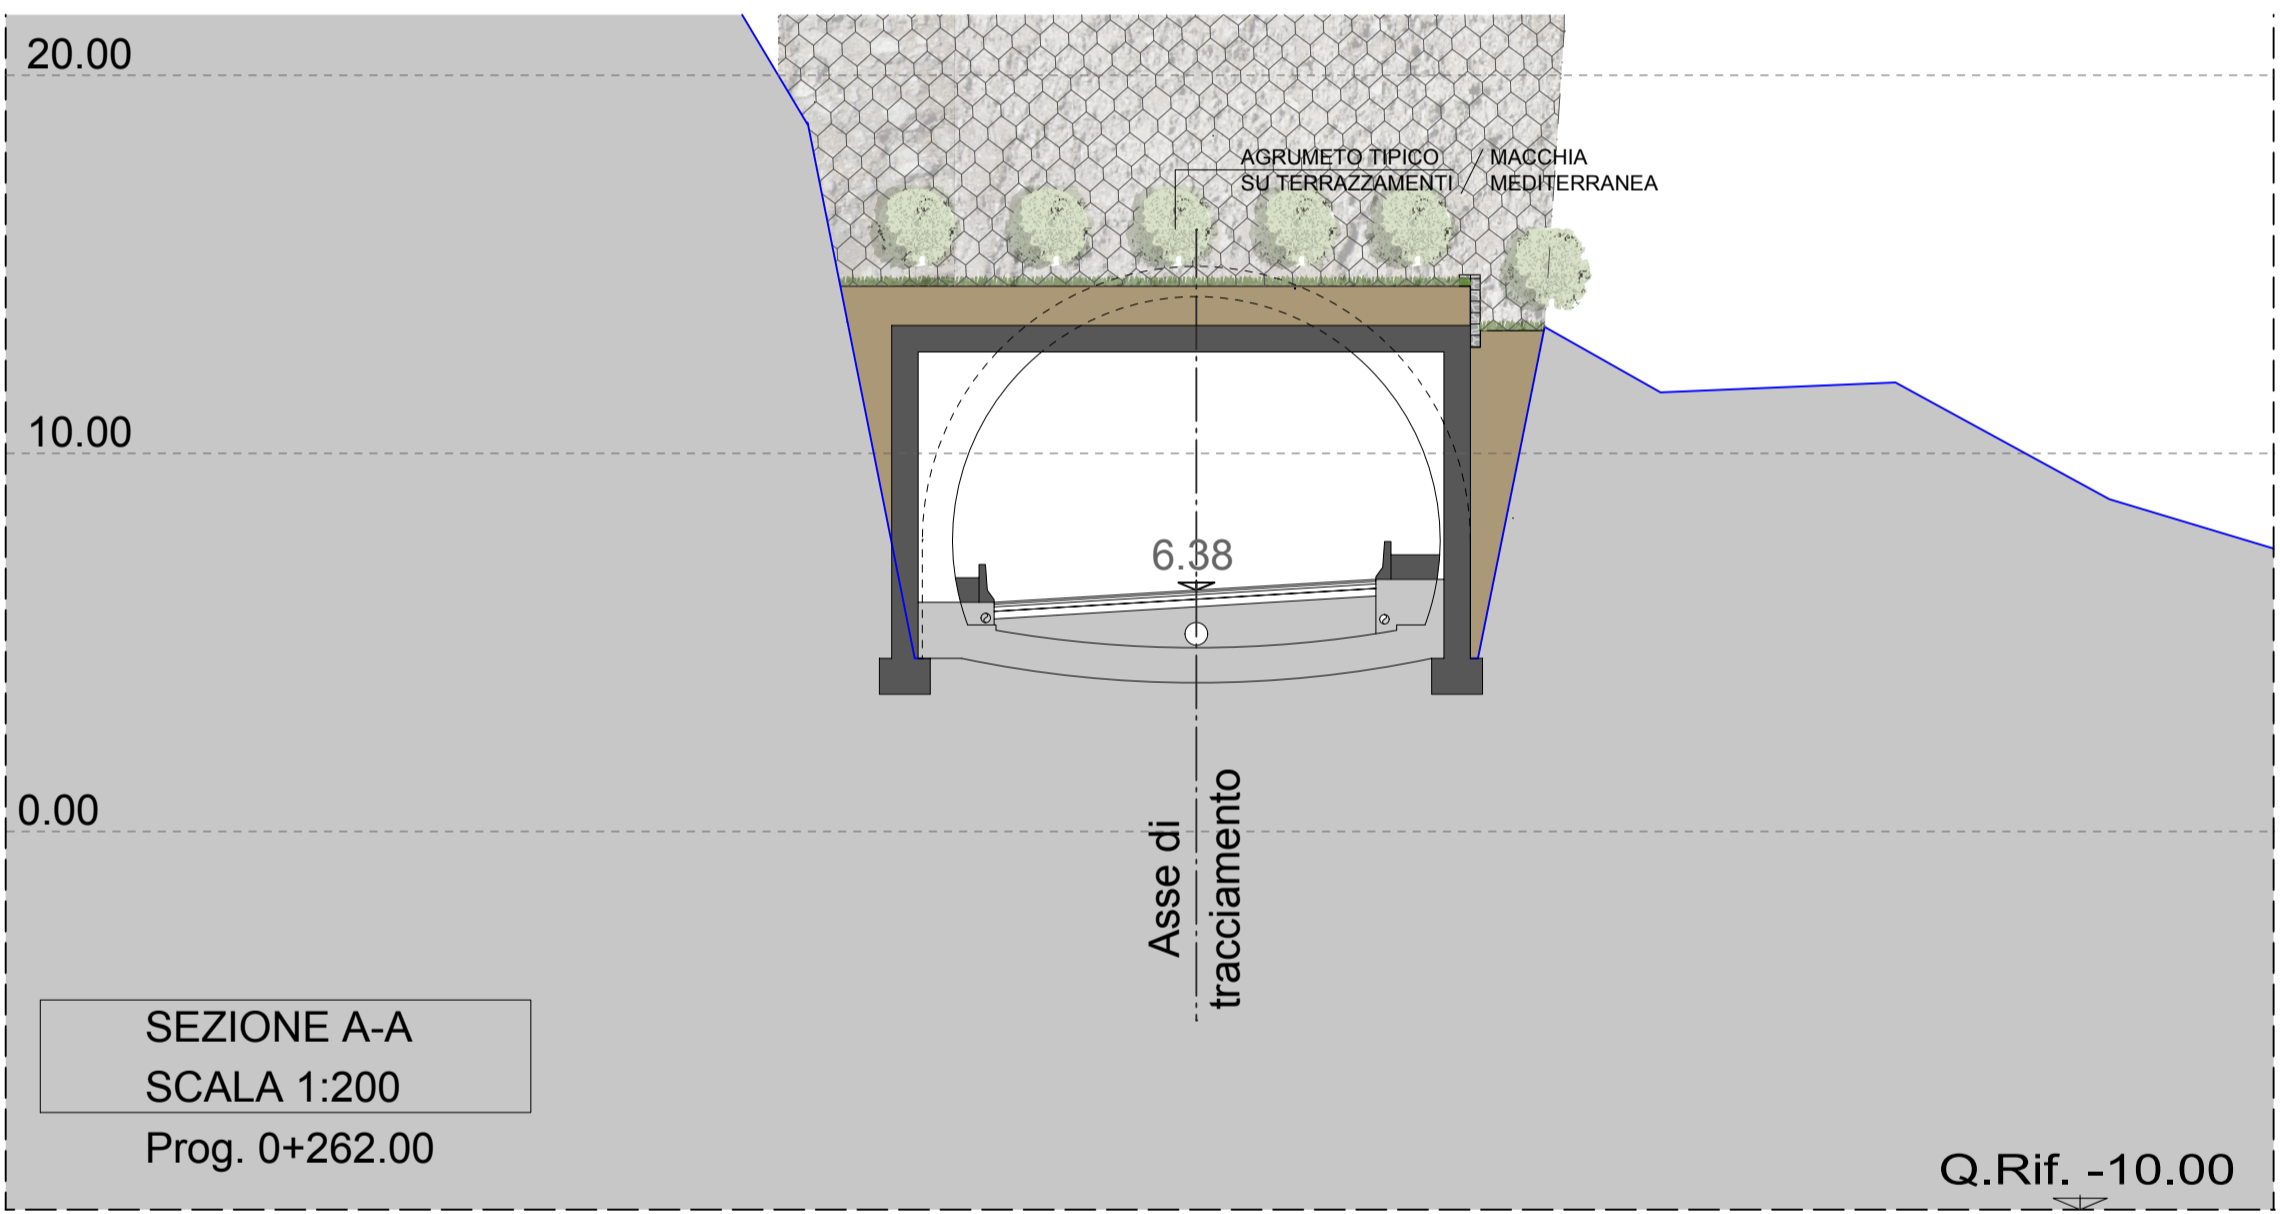 20.00
AGRUMETO TIPICO / MACCHIA
SU TERRAZZAMENTI / MEDITERRANEA
10.00
6.38
0.00
Asse di
tracciamento
SEZIONE A-A
SCALA 1:200
Prog. 0+262.00
Q.Rif. -10.00